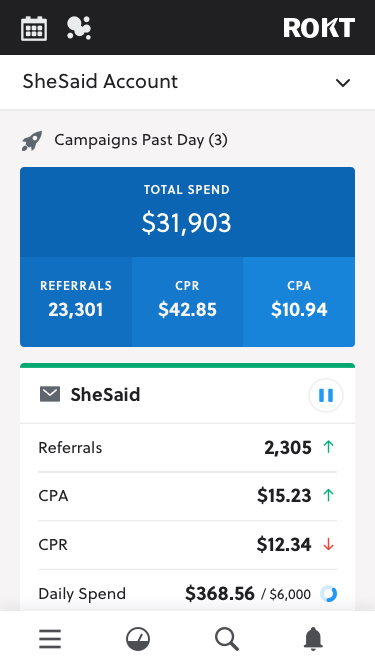 ROKT
SheSaid Account
Campaigns Past Day (3)
TOTAL SPEND
$31,903
REFERRALS CPR CPA
23,301 $42.85 $10.94
SheSaid
Referrals 2,305
CPA $15.23
CPR $12.34
Daily Spend $368.56 / $6,000